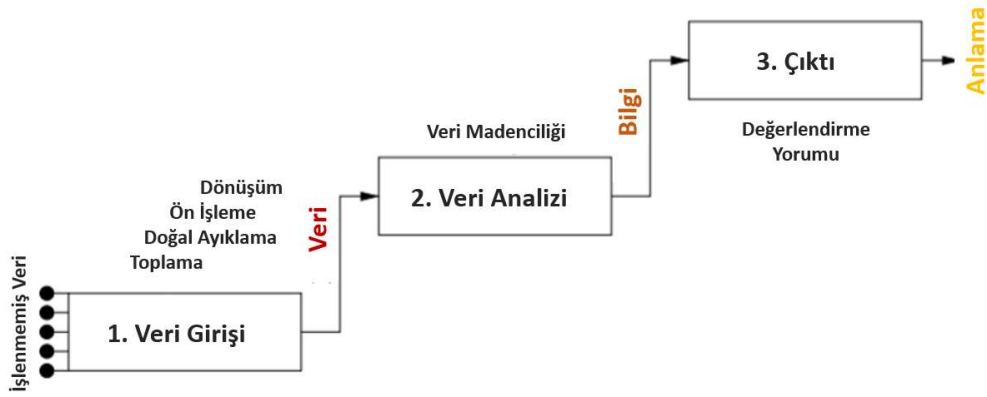 İşlenmemiş Veri
1. Veri Girişi
Dönüşüm
Ön İşleme
Doğal Ayıklama
Toplama
Veri
2. Veri Analizi
Veri Madenciliği
Bilgi
3. Çıktı
Değerlendirme
Yorumu
Anlama